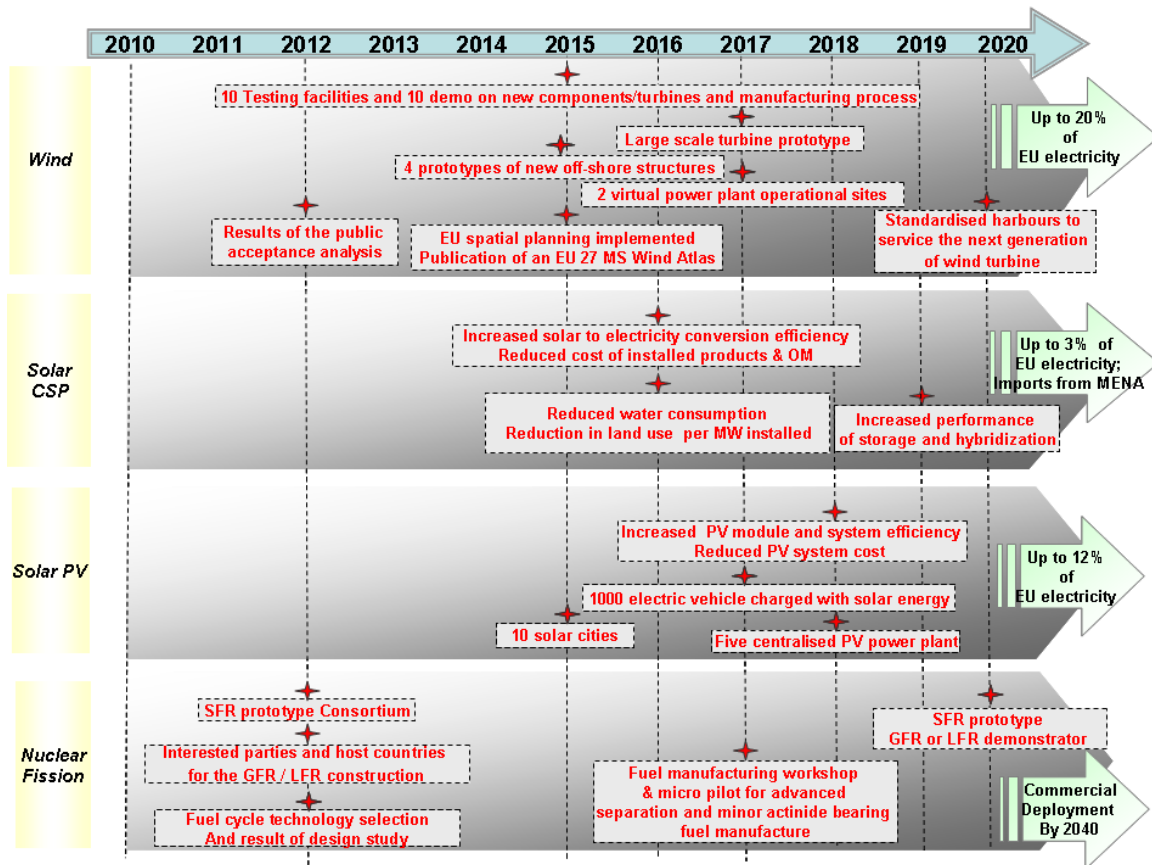 2010 2011 2012 2013 2014 2015 2016 2017 2018 2019 2020
Wind
10 Testing facilities and 10 demo on new components/turbines and manufacturing process
Large scale turbine prototype
4 prototypes of new off-shore structures
2 virtual power plant operational sites
Results of the public
acceptance analysis
EU spatial planning implemented
Publication of an EU 27 MS Wind Atlas
Standardised harbours to
service the next generation
of wind turbine
Up to 20%
of
EU electricity
Solar
CSP
Increased solar to electricity conversion efficiency
Reduced cost of installed products & OM
Reduced water consumption
Reduction in land use per MW installed
Increased performance
of storage and hybridization
Up to 3% of
EU electricity;
Imports from MENA
Solar PV
Increased PV module and system efficiency
Reduced PV system cost
1000 electric vehicle charged with solar energy
10 solar cities
Five centralised PV power plant
Up to 12%
of
EU electricity
Nuclear
Fission
SFR prototype Consortium
Interested parties and host countries
for the GFR / LFR construction
Fuel cycle technology selection
And result of design study
Fuel manufacturing workshop
& micro pilot for advanced
separation and minor actinide bearing
fuel manufacture
SFR prototype
GFR or LFR demonstrator
Commercial
Deployment
By 2040